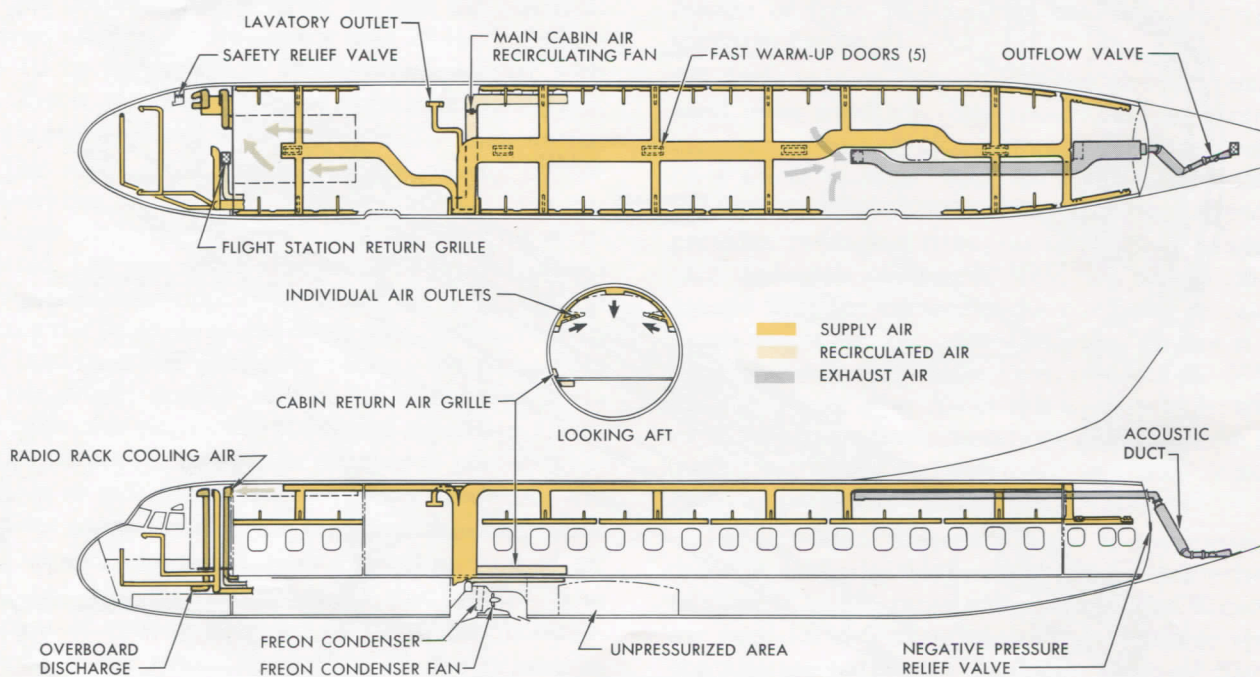 LAVATORY OUTLET
SAFETY RELIEF VALVE
MAIN CABIN AIR
RECIRCULATING FAN
FAST WARM-UP DOORS (5)
OUTFLOW VALVE
FLIGHT STATION RETURN GRILLE
INDIVIDUAL AIR OUTLETS
SUPPLY AIR
RECIRCULATED AIR
EXHAUST AIR
CABIN RETURN AIR GRILLE
LOOKING AFT
RADIO RACK COOLING AIR
ACOUSTIC
DUCT
OVERBOARD
DISCHARGE
FREON CONDENSER
FREON CONDENSER FAN
UNPRESSURIZED AREA
NEGATIVE PRESSURE
RELIEF VALVE